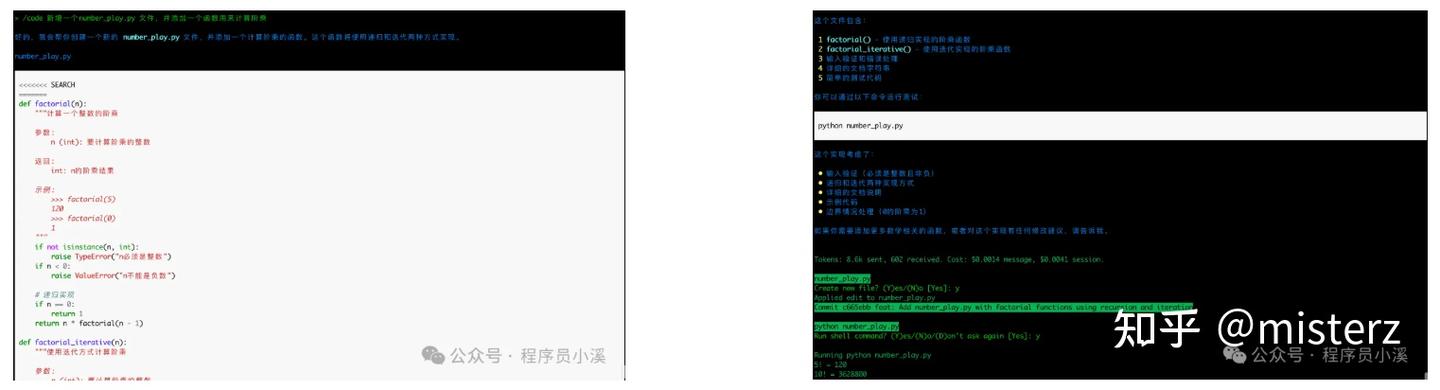 > /code 新增一个number_play.py 文件，并添加一个函数用来计算阶乘
好的，我会帮你创建一个新的 number_play.py 文件，并添加一个计算阶乘的函数。这个函数将使用递归和迭代两种方式实现。
number_play.py
<<<<<<< SEARCH
=======
def factorial(n):
"""计算一个整数的阶乘
参数:
n (int): 要计算阶乘的整数
返回:
int: n的阶乘结果
示例:
>>> factorial(5)
120
>>> factorial(0)
1
"""
if not isinstance(n, int):
raise TypeError("n必须是整数")
if n < 0:
raise ValueError("n不能是负数")
# 递归实现
if n == 0:
return 1
return n * factorial(n - 1)
def factorial_iterative(n):
"""使用迭代方式计算阶乘
参数:
n (int): 要计算阶乘的整数
公众号 · 程序员小溪
这个文件包含：
1 factorial() - 使用递归实现的阶乘函数
2 factorial_iterative() - 使用迭代实现的阶乘函数
3 输入验证和错误处理
4 详细的文档字符串
5 简单的测试代码
你可以通过以下命令运行测试：
python number_play.py
这个实现考虑了：
• 输入验证（必须是整数且非负）
• 递归和迭代两种实现方式
• 详细的文档说明
• 示例代码
• 边界情况处理（0的阶乘为1）
如果你需要添加更多数学相关的函数，或者对这个实现有任何修改建议，请告诉我。
Tokens: 8.6k sent, 602 received. Cost: $0.0014 message, $0.0041 session.
number_play.py
Create new file? (Y)es/(N)o [Yes]: y
Applied edit to number_play.py
Commit c665ebb feat: Add number_play.py with factorial functions using recursion and iteration
python number_play.py
Run shell command? (Y)es/(N)o/(D)on't ask again [Yes]: y
Running python number_play.py
5! = 120
10! = 3628800
知乎 @misterz
公众号 · 程序员小溪